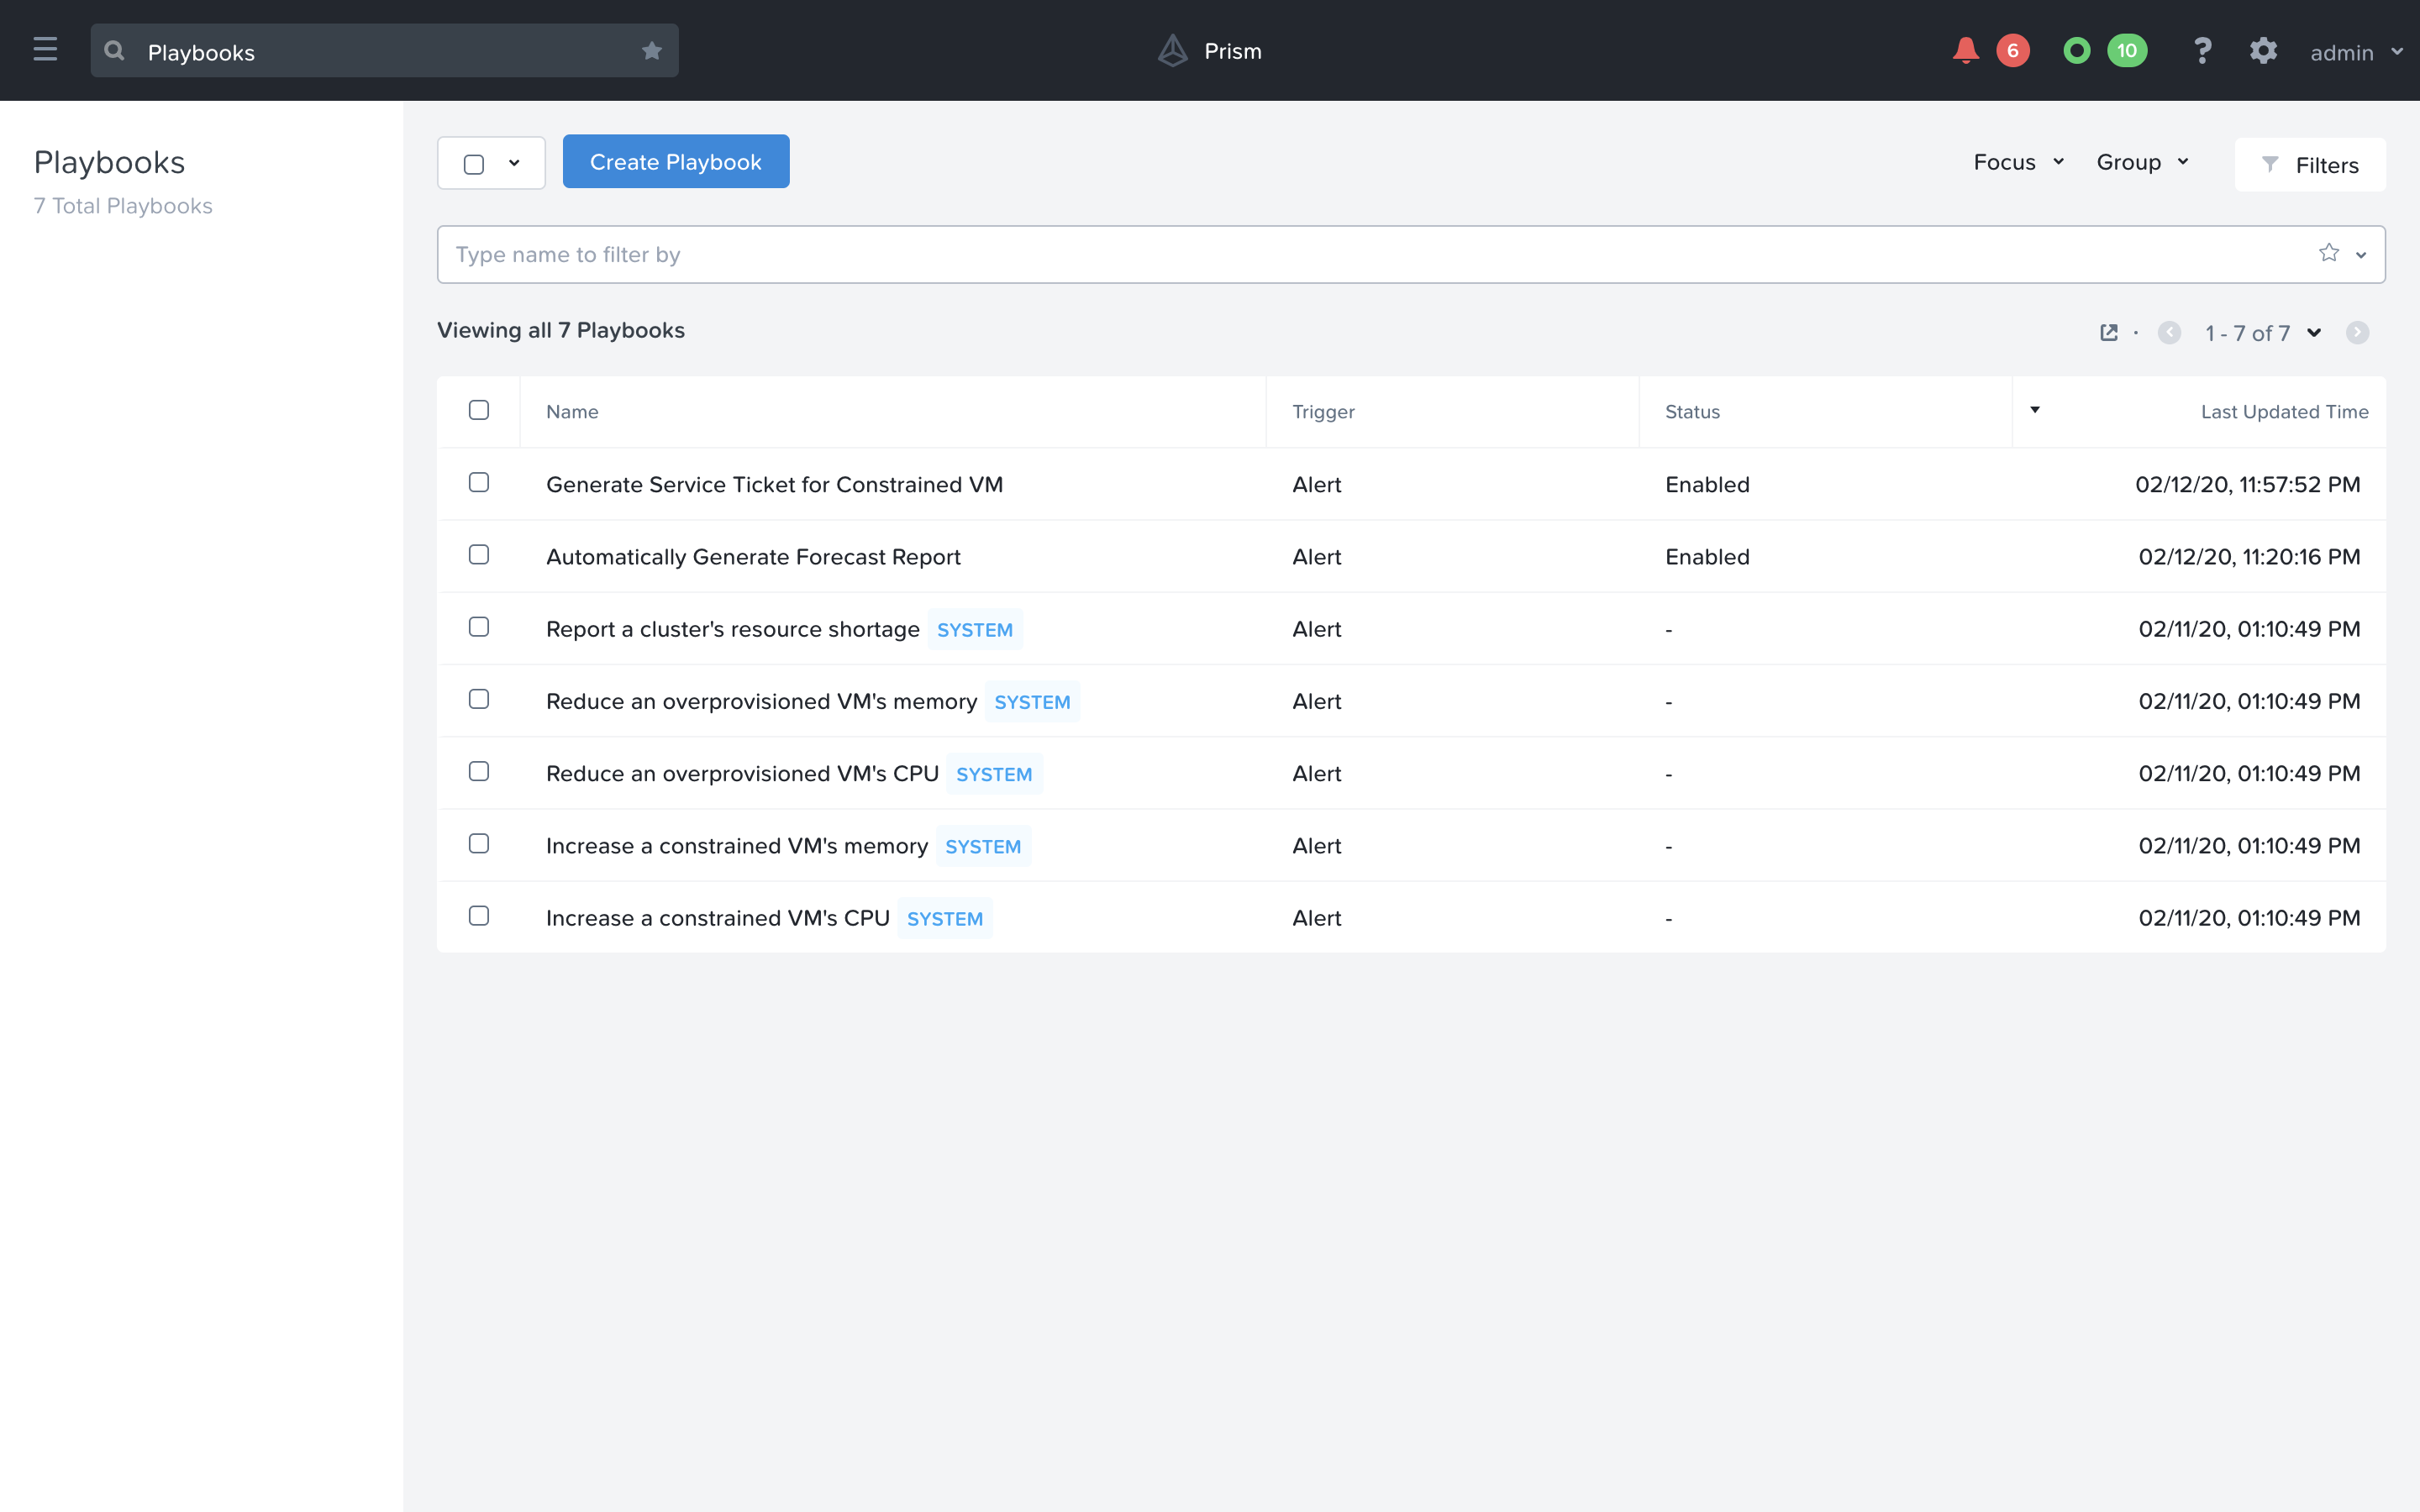 Playbooks
Prism
6
10
?
admin
Playbooks
7 Total Playbooks
Create Playbook
Focus
Group
Filters
Type name to filter by
Viewing all 7 Playbooks
1 - 7 of 7
Name Trigger Status Last Updated Time
Generate Service Ticket for Constrained VM Alert Enabled 02/12/20, 11:57:52 PM
Automatically Generate Forecast Report Alert Enabled 02/12/20, 11:20:16 PM
Report a cluster's resource shortage SYSTEM Alert - 02/11/20, 01:10:49 PM
Reduce an overprovisioned VM's memory SYSTEM Alert - 02/11/20, 01:10:49 PM
Reduce an overprovisioned VM's CPU SYSTEM Alert - 02/11/20, 01:10:49 PM
Increase a constrained VM's memory SYSTEM Alert - 02/11/20, 01:10:49 PM
Increase a constrained VM's CPU SYSTEM Alert - 02/11/20, 01:10:49 PM